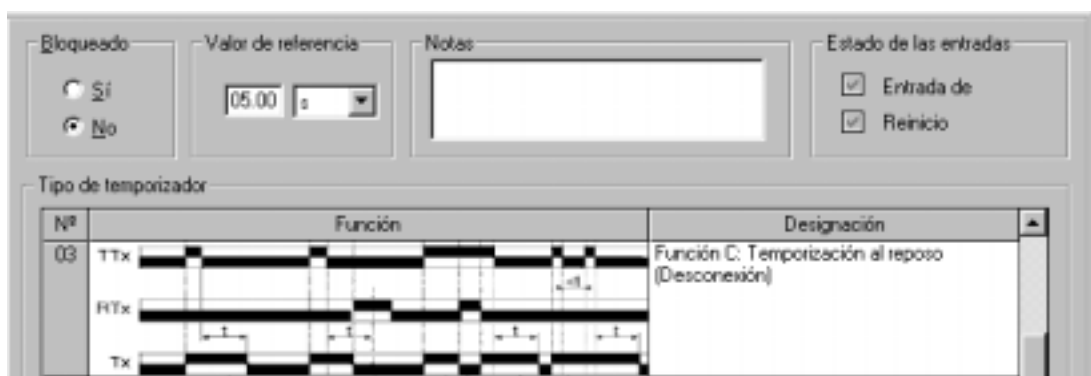 Bloqueado
Sí
No
Valor de referencia
05.00 s
Notas
Estado de las entradas
Entrada de
Reinicio
Tipo de temporizador
Nº Función Designación
03 TTx Función C: Temporización al reposo
(Desconexión)
<t
RTx
t t t t
Tx